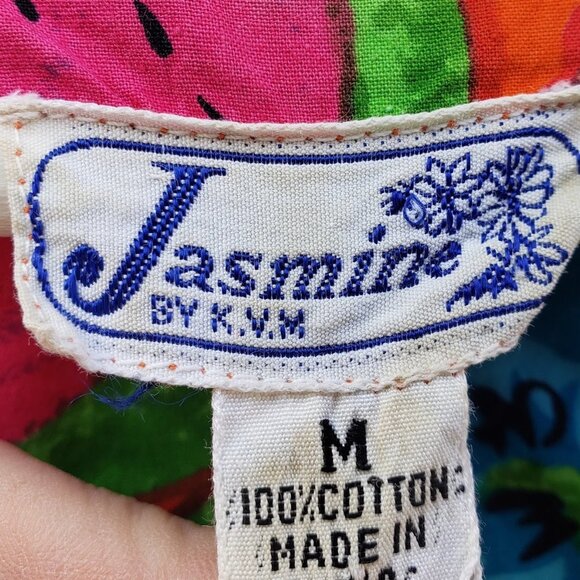 Jasmine
BY K.V.M
M
100% COTTON
MADE IN